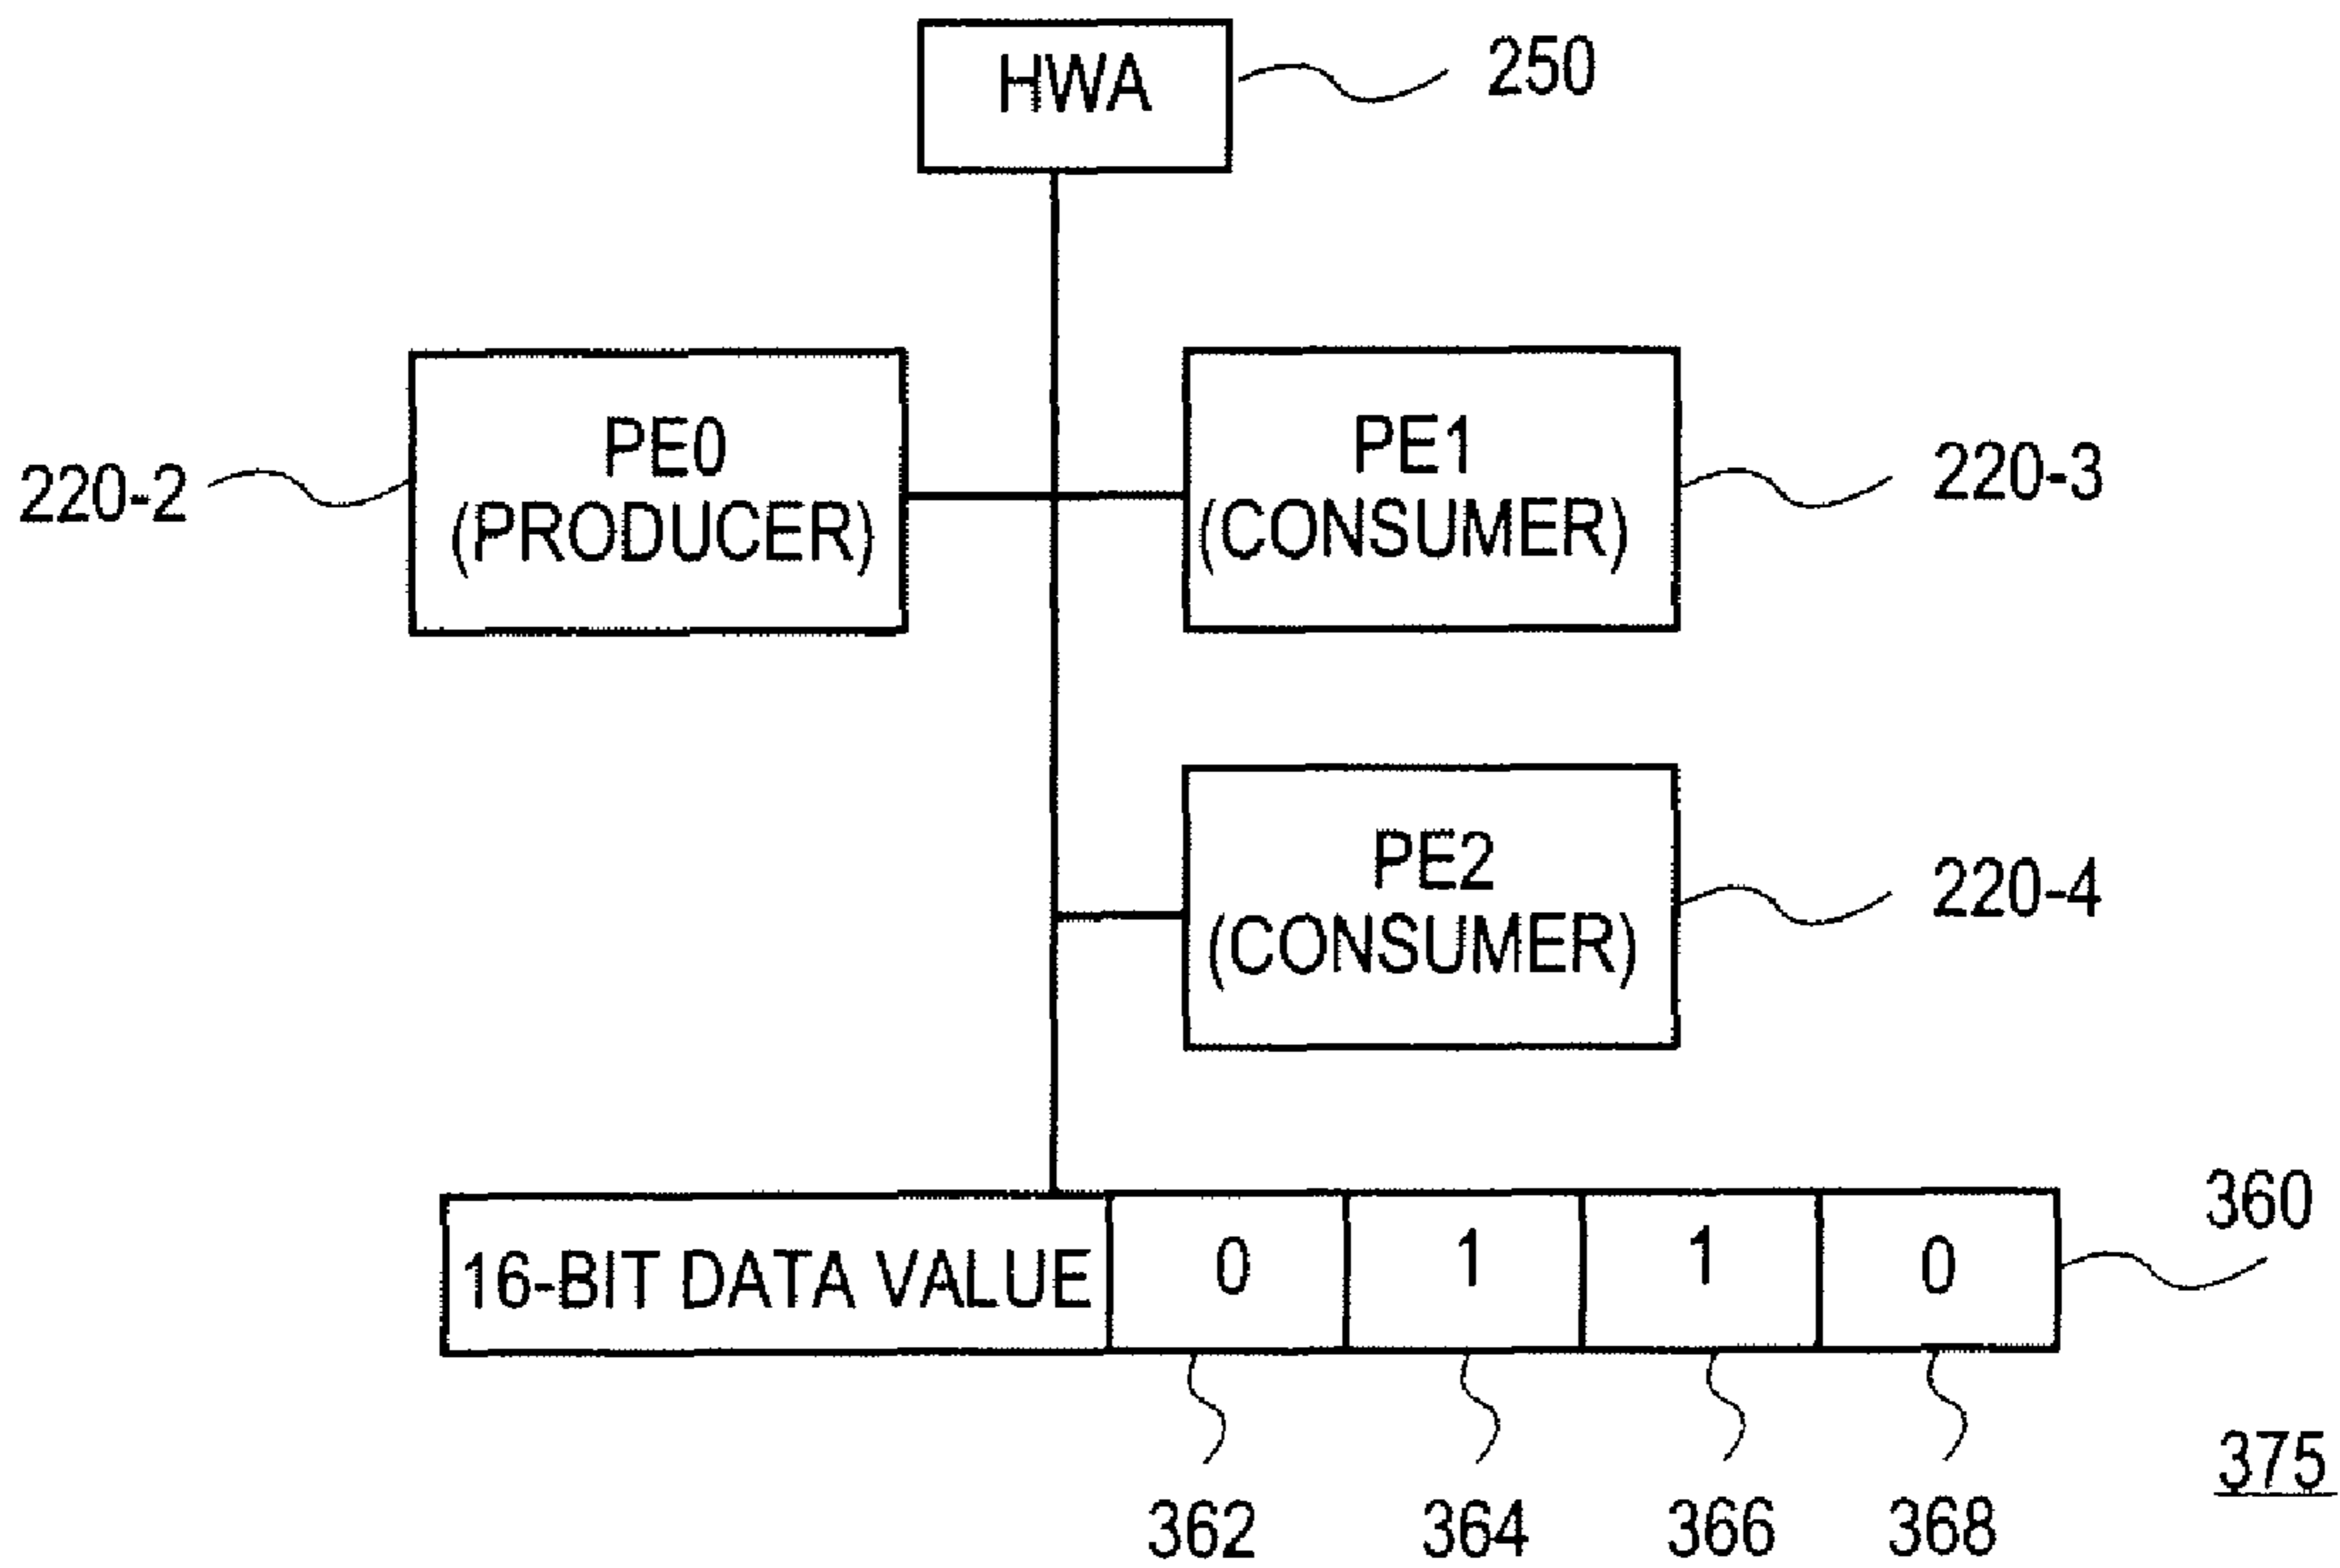 HWA
250
PE0
(PRODUCER)
220-2
PE1
(CONSUMER)
220-3
PE2
(CONSUMER)
220-4
16-BIT DATA VALUE 0 1 1 0
360
362 364 366 368
375